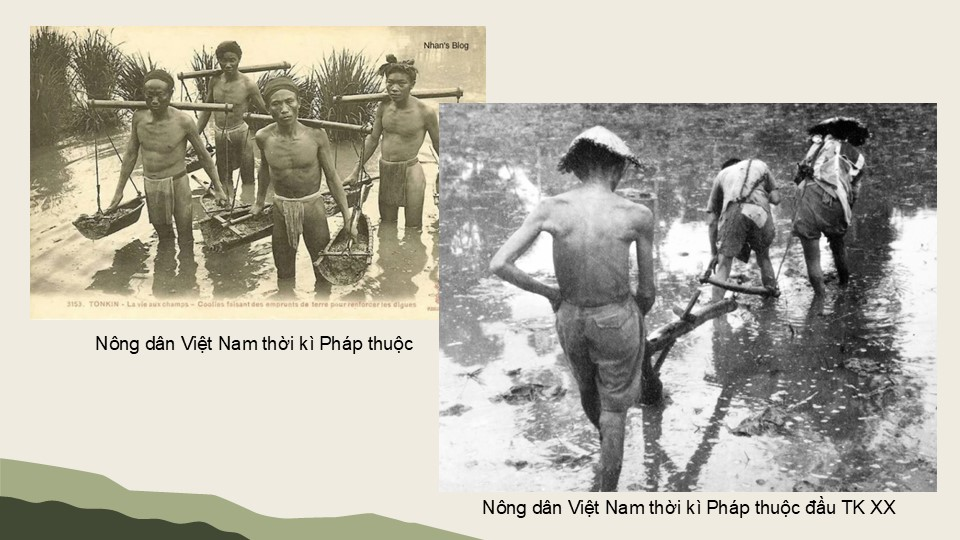 Nhan's Blog
2153. TONKIN - La vie aux champs - Coolies faisant des emprunts de terre pour renforcer les digues
Nông dân Việt Nam thời kì Pháp thuộc
Nông dân Việt Nam thời kì Pháp thuộc đầu TK XX